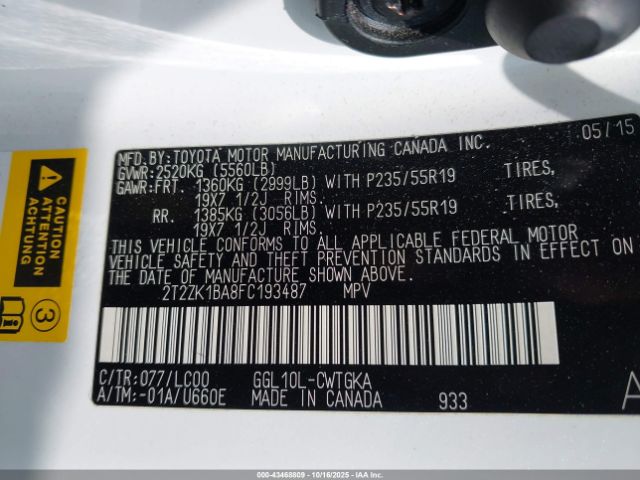 MFD.BY:TOYOTA MOTOR MANUFACTURING CANADA INC. 05/15
GVWR:2520KG (5560LB)
GAWR:FRT. 1360KG (2999LB) WITH P235/55R19 TIRES,
19X7 1/2J RIMS.
RR. 1385KG (3056LB) WITH P235/55R19 TIRES,
19X7 1/2J RIMS.
THIS VEHICLE CONFORMS TO ALL APPLICABLE FEDERAL MOTOR
VEHICLE SAFETY AND THEFT PREVENTION STANDARDS IN EFFECT ON
THE DATE OF MANUFACTURE SHOWN ABOVE.
2T2ZK1BA8FC193487 MPV
C/TR:077/LC00 GGL10L-CWTGKA
A/TM:-01A/U660E MADE IN CANADA 933
A
CAUTION
ATTENTION
3
00-43468809 | 10/16/2025 | Copart